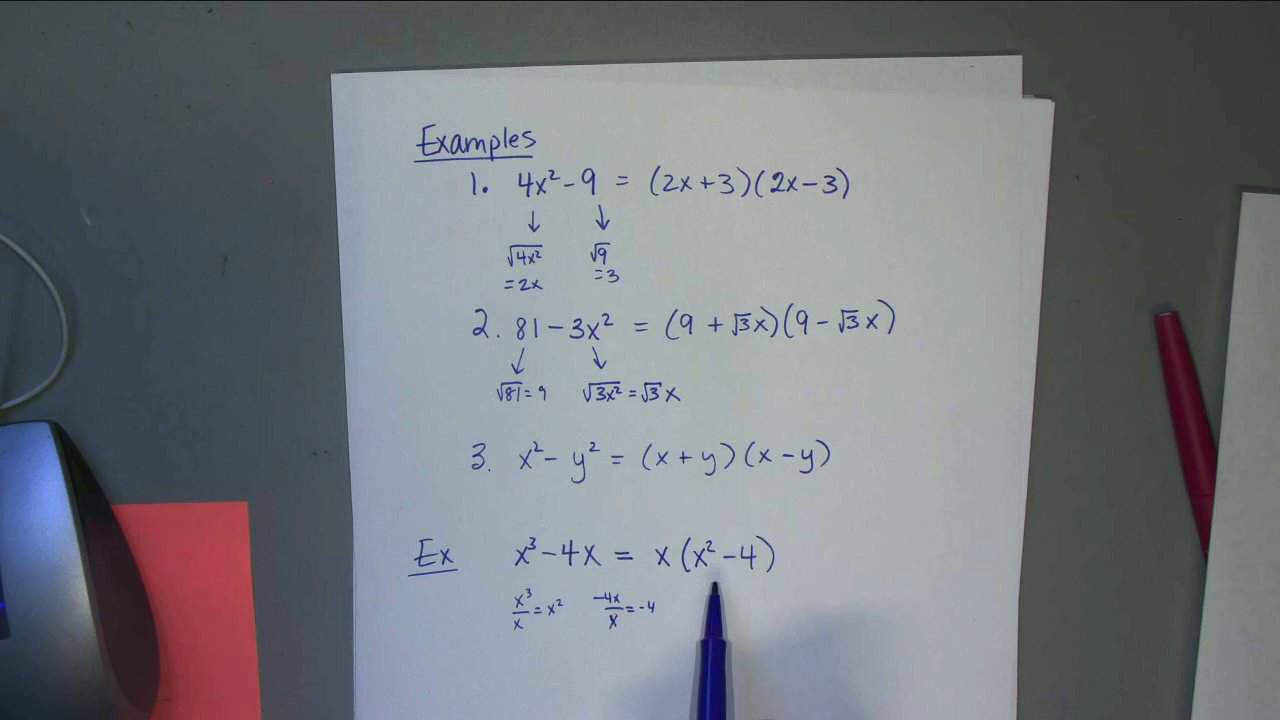 Examples
1. 4x² - 9 = (2x + 3)(2x - 3)
√4x² √9
= 2x = 3
2. 81 - 3x² = (9 + √3x)(9 - √3x)
√81 = 9 √3x² = √3x
3. x² - y² = (x + y)(x - y)
Ex x³ - 4x = x(x² - 4)
x³/x = x² -4x/x = -4